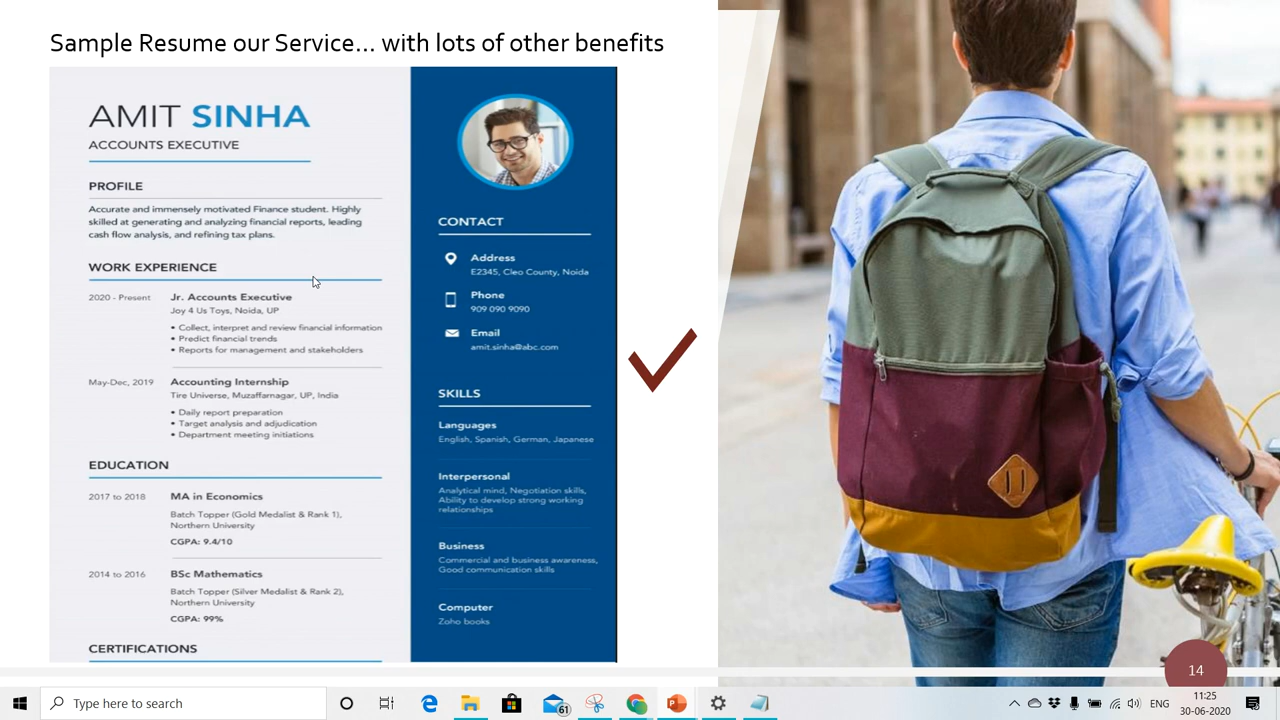 Sample Resume our Service... with lots of other benefits
AMIT SINHA
ACCOUNTS EXECUTIVE
PROFILE
Accurate and immensely motivated Finance student. Highly
skilled at generating and analyzing financial reports, leading
cash flow analysis, and refining tax plans.
WORK EXPERIENCE
2020 - Present
Jr. Accounts Executive
Joy 4 Us Toys, Noida, UP
• Collect, interpret and review financial information
• Predict financial trends
• Reports for management and stakeholders
May-Dec, 2019
Accounting Internship
Tire Universe, Muzaffarnagar, UP, India
• Daily report preparation
• Target analysis and adjudication
• Department meeting initiations
EDUCATION
2017 to 2018
MA in Economics
Batch Topper (Gold Medalist & Rank 1),
Northern University
CGPA: 9.4/10
2014 to 2016
BSc Mathematics
Batch Topper (Silver Medalist & Rank 2),
Northern University
CGPA: 99%
CERTIFICATIONS
CONTACT
Address
E2345, Cleo County, Noida
Phone
909 090 9090
Email
amit.sinha@abc.com
SKILLS
Languages
English, Spanish, German, Japanese
Interpersonal
Analytical mind, Negotiation skills,
Ability to develop strong working
relationships
Business
Commercial and business awareness,
Good communication skills
Computer
Zoho books
14
Type here to search
61
ENG
11:25
30-06-2020